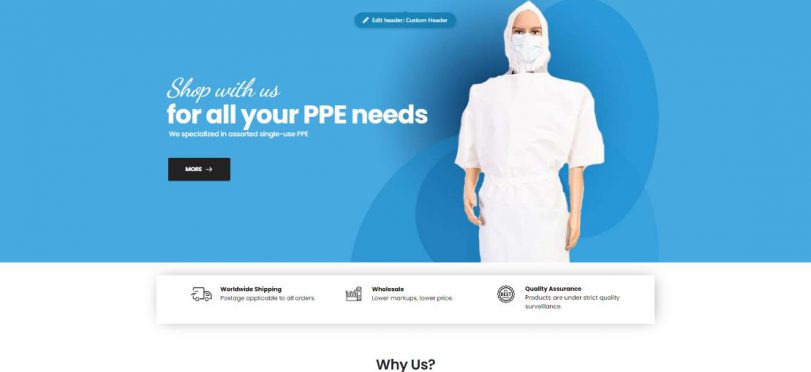 Edit header: Custom Header
Shop with us
for all your PPE needs
We specialized in assorted single-use PPE
MORE
Worldwide Shipping
Postage applicable to all orders.
Wholesale
Lower markups, lower price.
BEST
Quality Assurance
Products are under strict quality
surveillance.
Why Us?